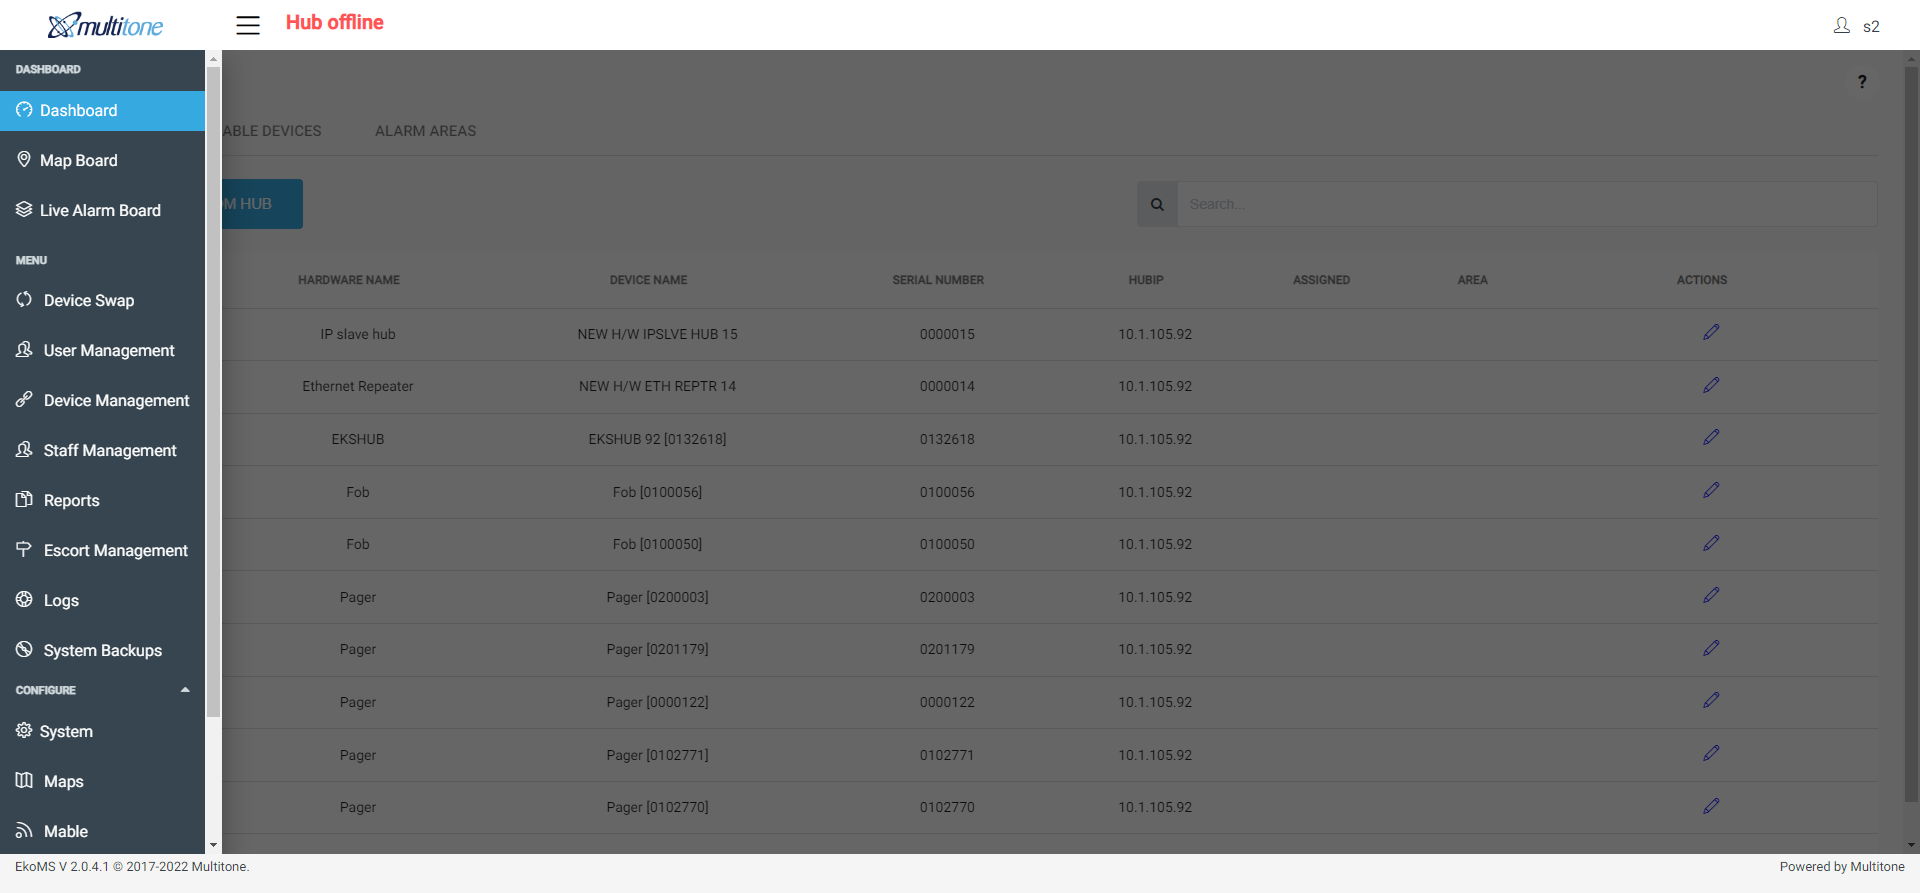 multitone
Hub offline
s2
DASHBOARD
Dashboard
Map Board
Live Alarm Board
MENU
Device Swap
User Management
Device Management
Staff Management
Reports
Escort Management
Logs
System Backups
CONFIGURE
System
Maps
Mable
?
ABLE DEVICES
ALARM AREAS
OM HUB
Search...
HARDWARE NAME DEVICE NAME SERIAL NUMBER HUBIP ASSIGNED AREA ACTIONS
IP slave hub NEW H/W IPSLVE HUB 15 0000015 10.1.105.92
Ethernet Repeater NEW H/W ETH REPTR 14 0000014 10.1.105.92
EKSHUB EKSHUB 92 [0132618] 0132618 10.1.105.92
Fob Fob [0100056] 0100056 10.1.105.92
Fob Fob [0100050] 0100050 10.1.105.92
Pager Pager [0200003] 0200003 10.1.105.92
Pager Pager [0201179] 0201179 10.1.105.92
Pager Pager [0000122] 0000122 10.1.105.92
Pager Pager [0102771] 0102771 10.1.105.92
Pager Pager [0102770] 0102770 10.1.105.92
EkoMS V 2.0.4.1 © 2017-2022 Multitone.
Powered by Multitone